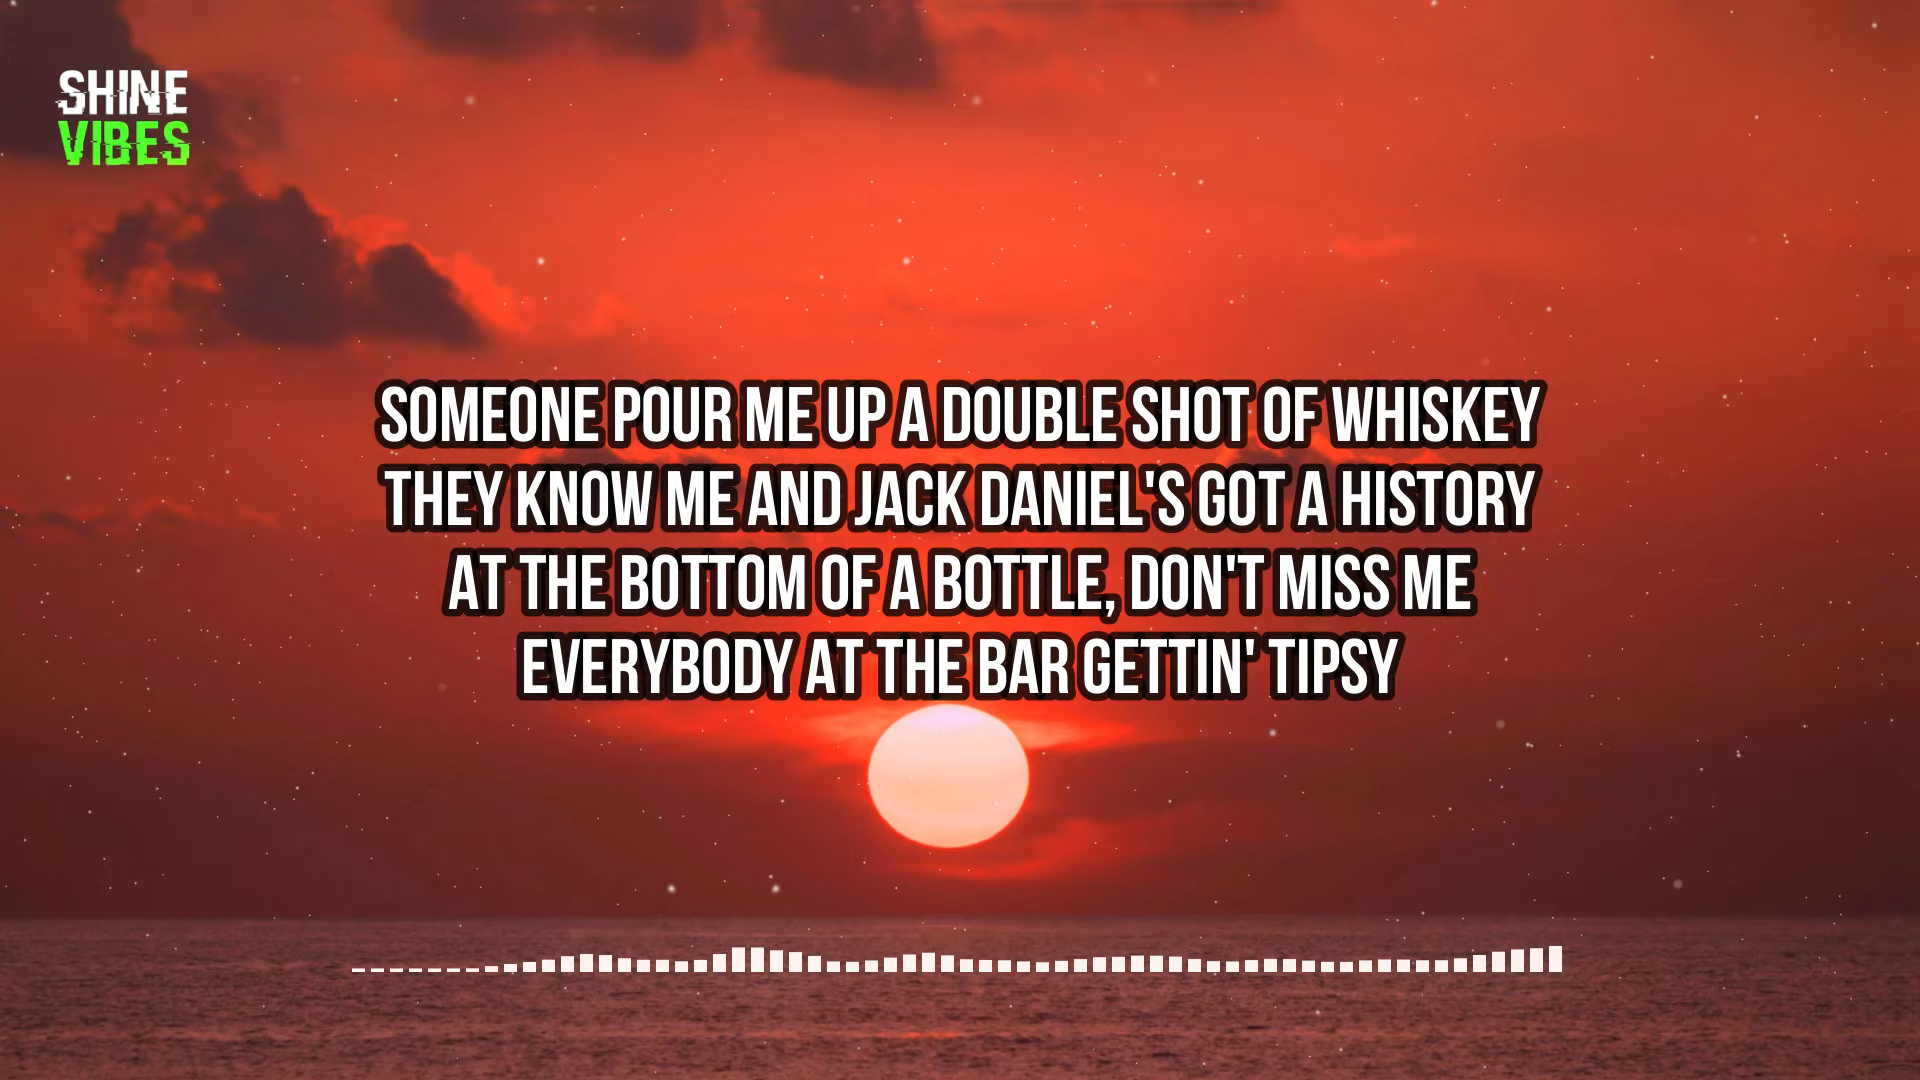 SHINE
VIBES
SOMEONE POUR ME UP A DOUBLE SHOT OF WHISKEY
THEY KNOW ME AND JACK DANIEL'S GOT A HISTORY
AT THE BOTTOM OF A BOTTLE, DON'T MISS ME
EVERYBODY AT THE BAR GETTIN' TIPSY